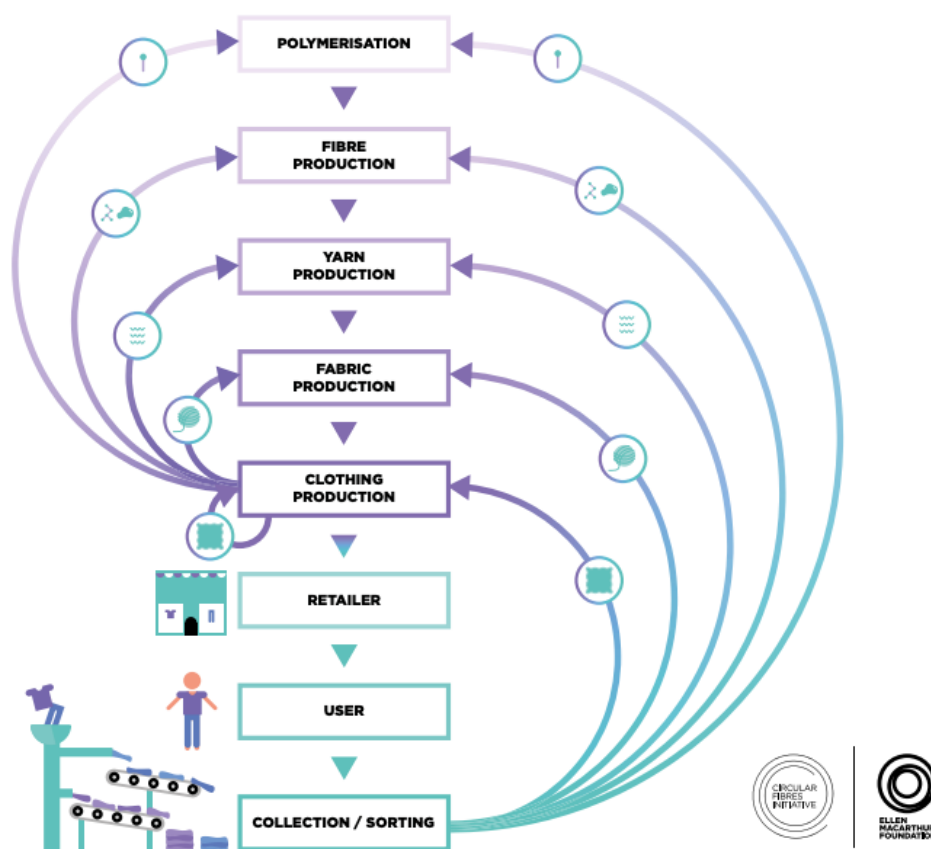 POLYMERISATION
FIBRE
PRODUCTION
YARN
PRODUCTION
FABRIC
PRODUCTION
CLOTHING
PRODUCTION
RETAILER
USER
COLLECTION / SORTING
CIRCULAR
FIBRES
INITIATIVE
ELLEN
MACARTHUR
FOUNDATION